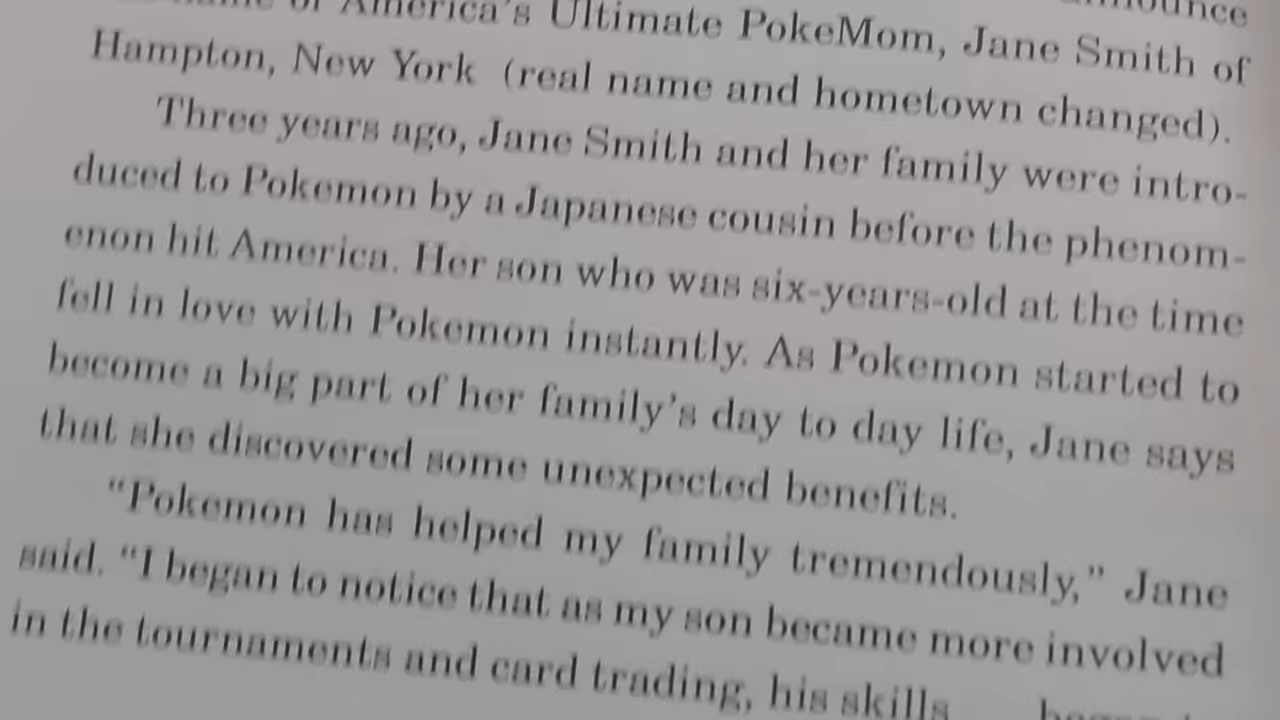 name of America's Ultimate PokeMom, Jane Smith of
Hampton, New York (real name and hometown changed).
Three years ago, Jane Smith and her family were intro-
duced to Pokemon by a Japanese cousin before the phenom-
enon hit America. Her son who was six-years-old at the time
fell in love with Pokemon instantly. As Pokemon started to
become a big part of her family's day to day life, Jane says
that she discovered some unexpected benefits.
"Pokemon has helped my family tremendously," Jane
said. "I began to notice that as my son became more involved
in the tournaments and card trading, his skills